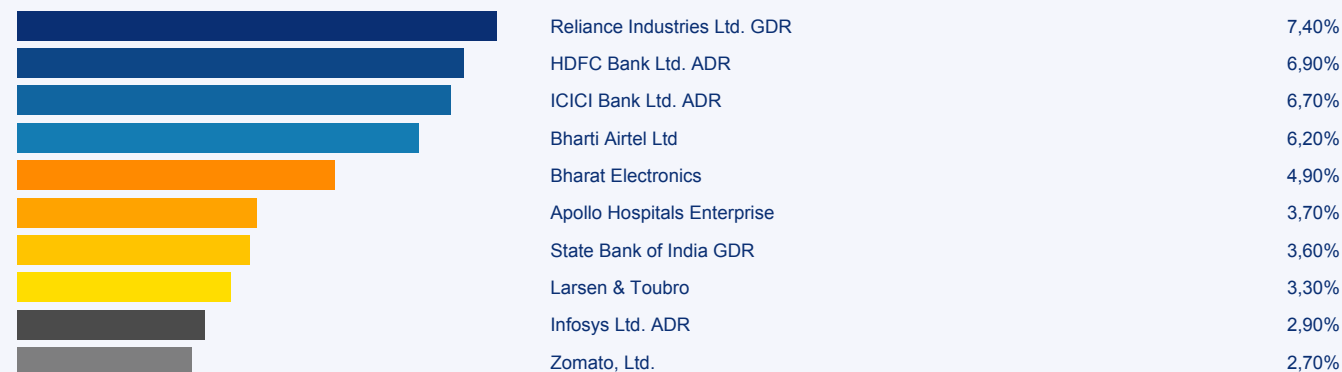 Reliance Industries Ltd. GDR 7,40%
HDFC Bank Ltd. ADR 6,90%
ICICI Bank Ltd. ADR 6,70%
Bharti Airtel Ltd 6,20%
Bharat Electronics 4,90%
Apollo Hospitals Enterprise 3,70%
State Bank of India GDR 3,60%
Larsen & Toubro 3,30%
Infosys Ltd. ADR 2,90%
Zomato, Ltd. 2,70%